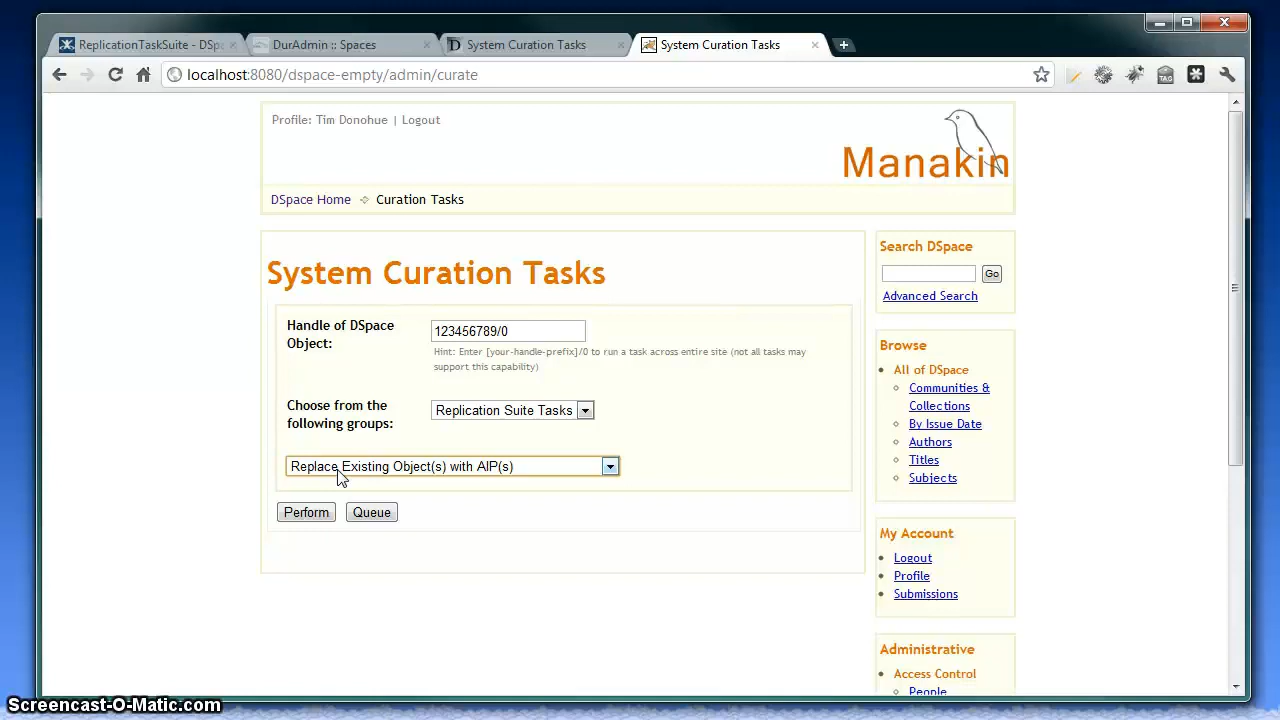 ReplicationTaskSuite - DSp
DurAdmin :: Spaces
System Curation Tasks
System Curation Tasks
localhost:8080/dspace-empty/admin/curate
TAG
Profile: Tim Donohue | Logout
Manakin
DSpace Home
Curation Tasks
System Curation Tasks
Handle of DSpace
Object:
123456789/0
Hint: Enter [your-handle-prefix]/0 to run a task across entire site (not all tasks may
support this capability)
Choose from the
following groups:
Replication Suite Tasks
Replace Existing Object(s) with AIP(s)
Perform
Queue
Search DSpace
Go
Advanced Search
Browse
All of DSpace
Communities &
Collections
By Issue Date
Authors
Titles
Subjects
My Account
Logout
Profile
Submissions
Administrative
Access Control
People
Screencast-O-Matic.com